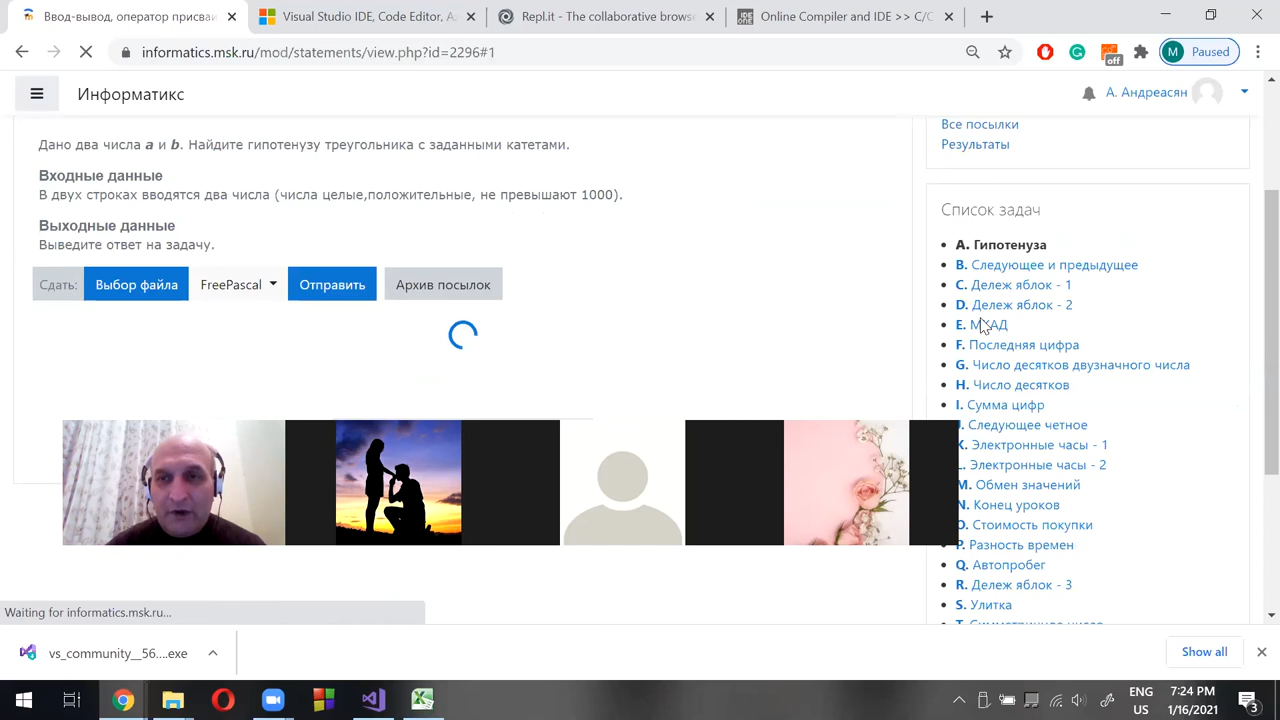 Ввод-вывод, оператор присваи
Visual Studio IDE, Code Editor, A
Repl.it - The collaborative brows
Online Compiler and IDE >> C/C
informatics.msk.ru/mod/statements/view.php?id=2296#1
off
M Paused
Информатикс
А. Андреасян
Все посылки
Результаты
Дано два числа a и b. Найдите гипотенузу треугольника с заданными катетами.
Входные данные
В двух строках вводятся два числа (числа целые,положительные, не превышают 1000).
Выходные данные
Выведите ответ на задачу.
Сдать: Выбор файла FreePascal Отправить Архив посылок
Список задач
A. Гипотенуза
B. Следующее и предыдущее
C. Дележ яблок - 1
D. Дележ яблок - 2
E. МКАД
F. Последняя цифра
G. Число десятков двузначного числа
H. Число десятков
I. Сумма цифр
J. Следующее четное
K. Электронные часы - 1
L. Электронные часы - 2
M. Обмен значений
N. Конец уроков
O. Стоимость покупки
P. Разность времен
Q. Автопробег
R. Дележ яблок - 3
S. Улитка
Waiting for informatics.msk.ru...
vs_community__56....exe
Show all
ENG
US
7:24 PM
1/16/2021
3